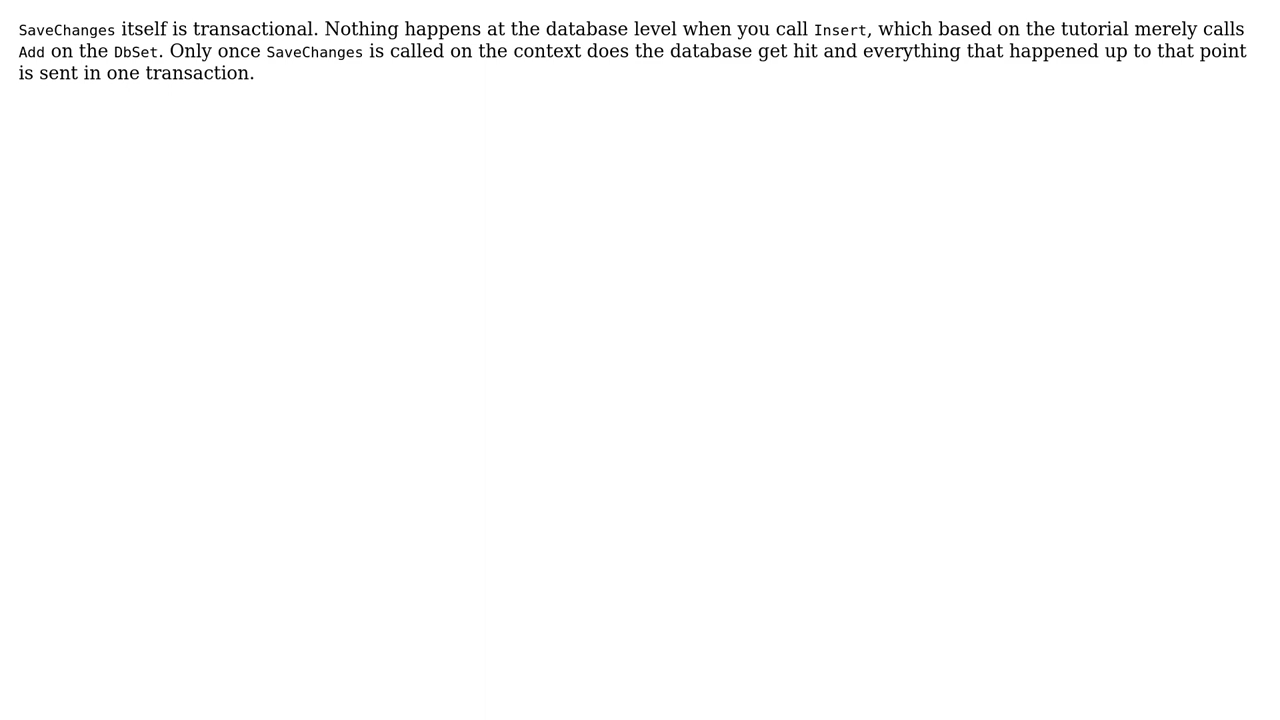 SaveChanges itself is transactional. Nothing happens at the database level when you call Insert, which based on the tutorial merely calls
Add on the DbSet. Only once SaveChanges is called on the context does the database get hit and everything that happened up to that point
is sent in one transaction.